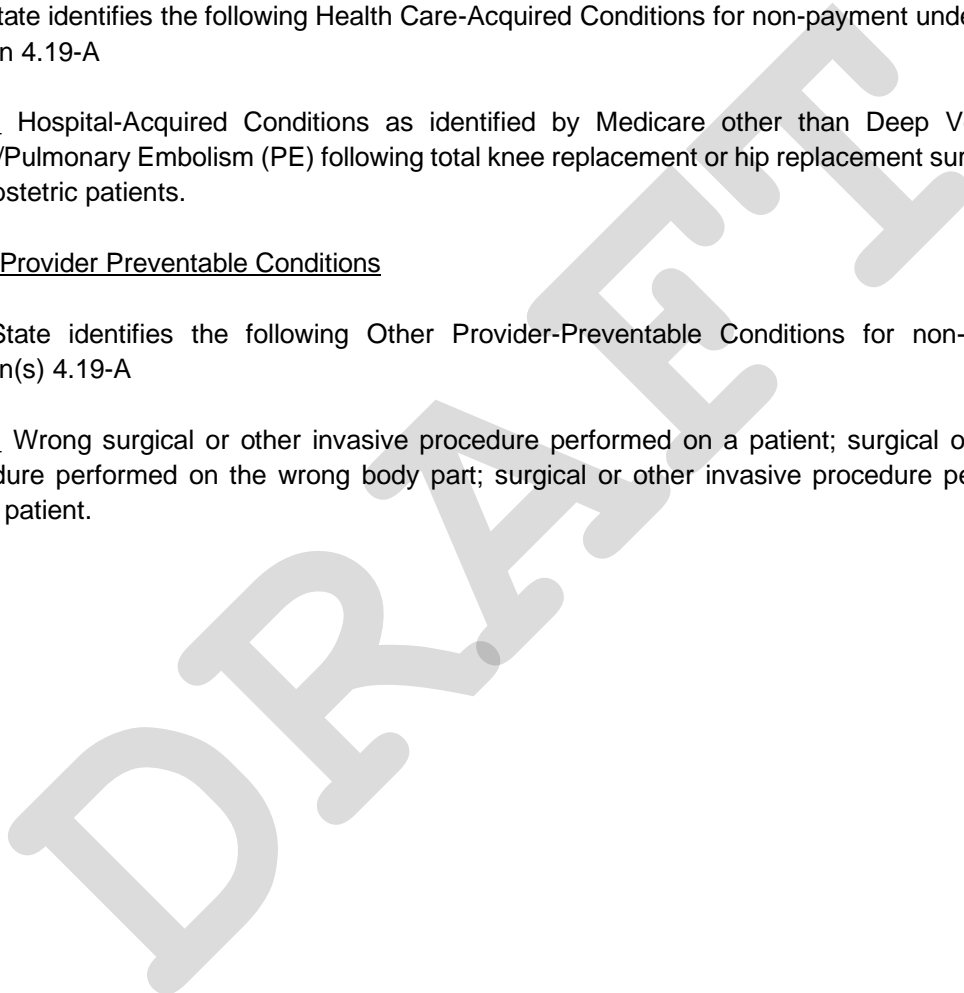 tate identifies the following Health Care-Acquired Conditions for non-payment unde
n 4.19-A
Hospital-Acquired Conditions as identified by Medicare other than Deep V
/Pulmonary Embolism (PE) following total knee replacement or hip replacement sur
ostetric patients.
Provider Preventable Conditions
State identifies the following Other Provider-Preventable Conditions for non-
n(s) 4.19-A
Wrong surgical or other invasive procedure performed on a patient; surgical o
dure performed on the wrong body part; surgical or other invasive procedure pe
patient.
DRAFT